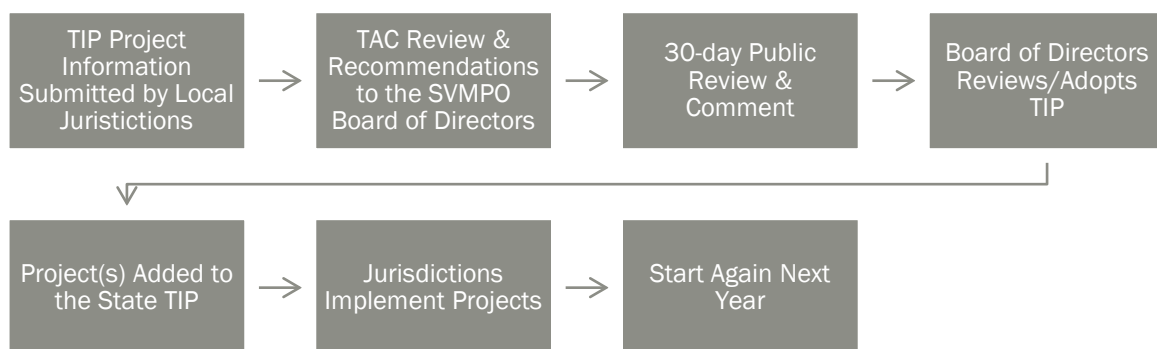 TIP Project
Information
Submitted by Local
Juristictions
TAC Review &
Recommendations
to the SVMPO
Board of Directors
30-day Public
Review &
Comment
Board of Directors
Reviews/Adopts
TIP
Project(s) Added to
the State TIP
Jurisdictions
Implement Projects
Start Again Next
Year